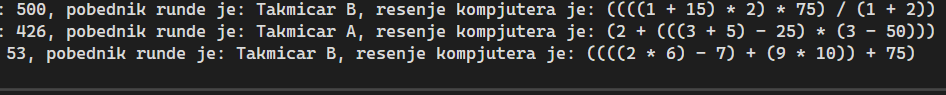 : 500, pobednik runde je: Takmicar B, resenje kompjutera je: ((((1 + 15) * 2) * 75) / (1 + 2))
: 426, pobednik runde je: Takmicar A, resenje kompjutera je: (2 + (((3 + 5) - 25) * (3 - 50)))
53, pobednik runde je: Takmicar B, resenje kompjutera je: ((((2 * 6) - 7) + (9 * 10)) + 75)